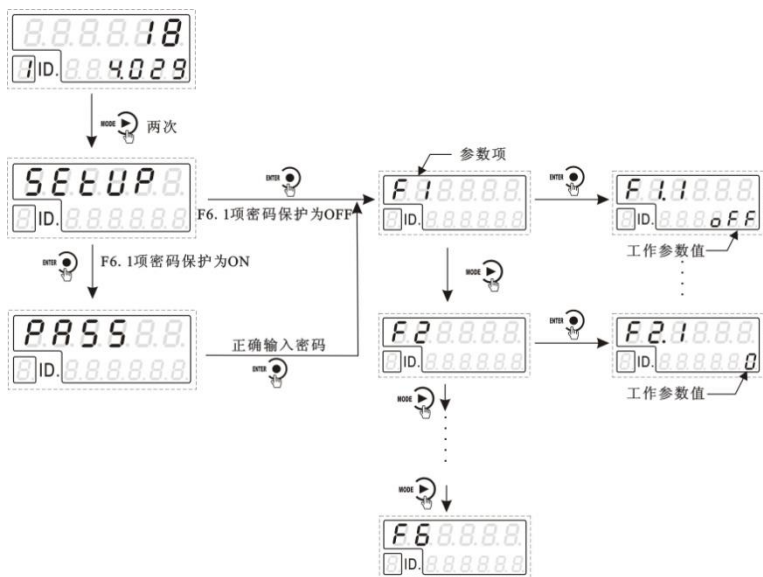 18
1 ID. 4.029
MODE 两次
参数项
SEtUP
ID.
ENTER
F6. 1项密码保护为OFF
F1
ID.
ENTER
F1.1
ID. oFF
工作参数值
ENTER
F6. 1项密码保护为ON
MODE
PASS
ID.
正确输入密码
ENTER
F2
ID.
ENTER
F2.1
ID. 0
工作参数值
MODE
MODE
F6
ID.